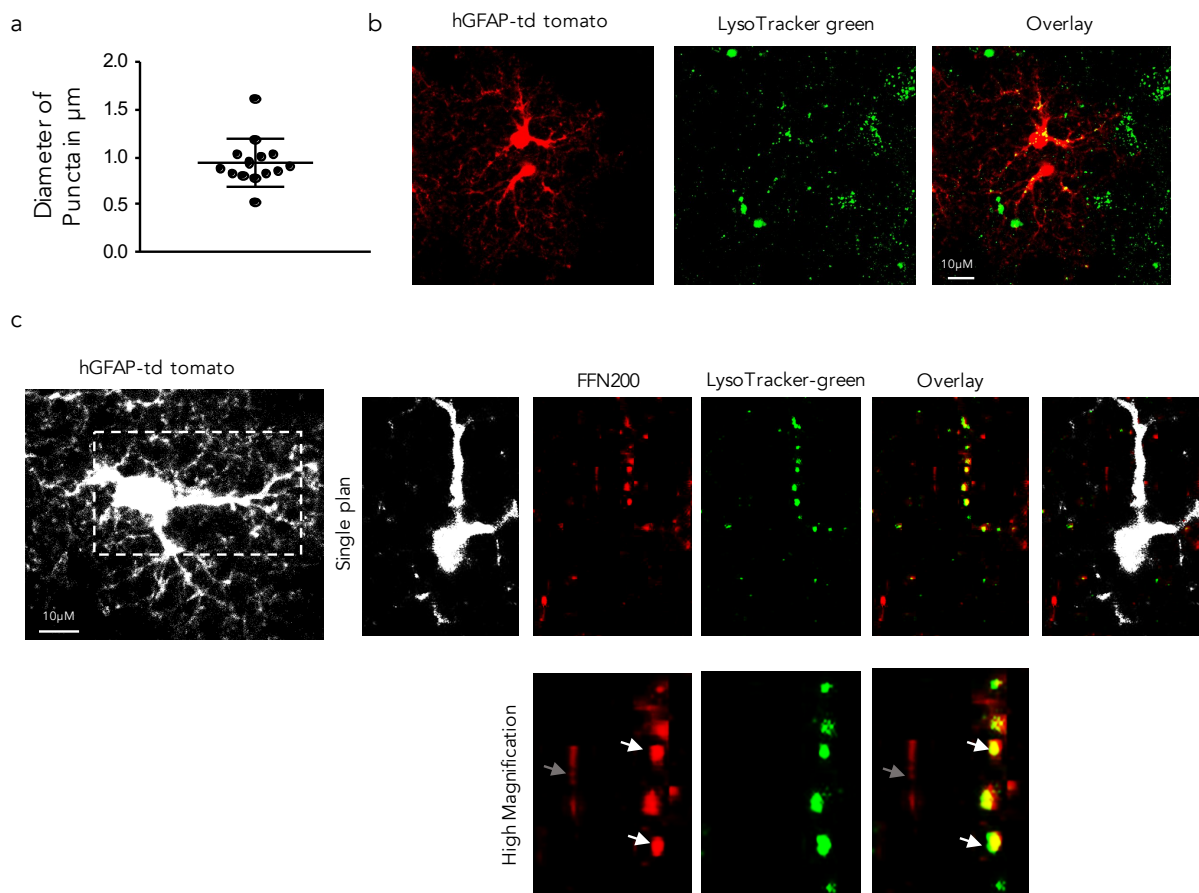 a
b
hGFAP-td tomato
LysoTracker green
Overlay
Diameter of
Puncta in µm
2.0
1.5
1.0
0.5
0.0
10µM
10µM
c
hGFAP-td tomato
FFN200
LysoTracker-green
Overlay
10µM
Single plan
High Magnification